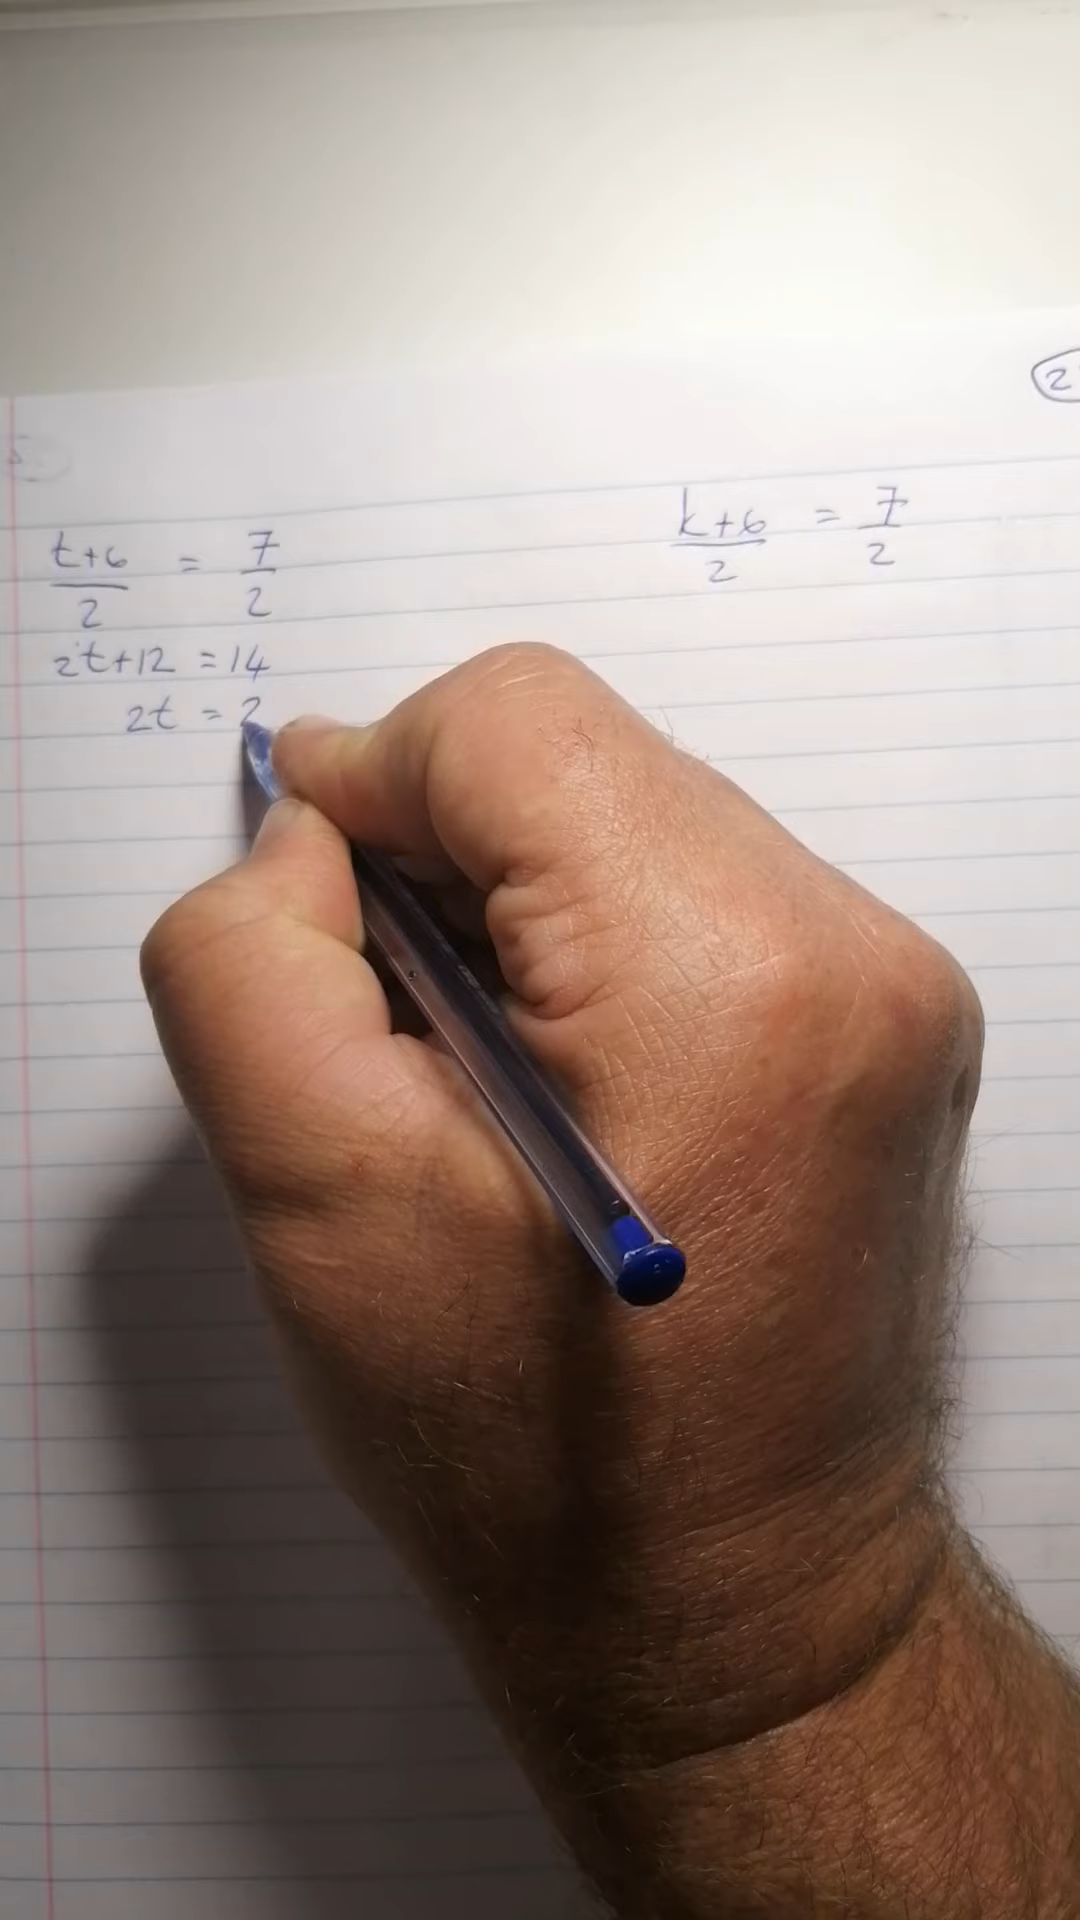 t+6/2 = 7/2
2t+12 = 14
2t = 2
k+6/2 = 7/2